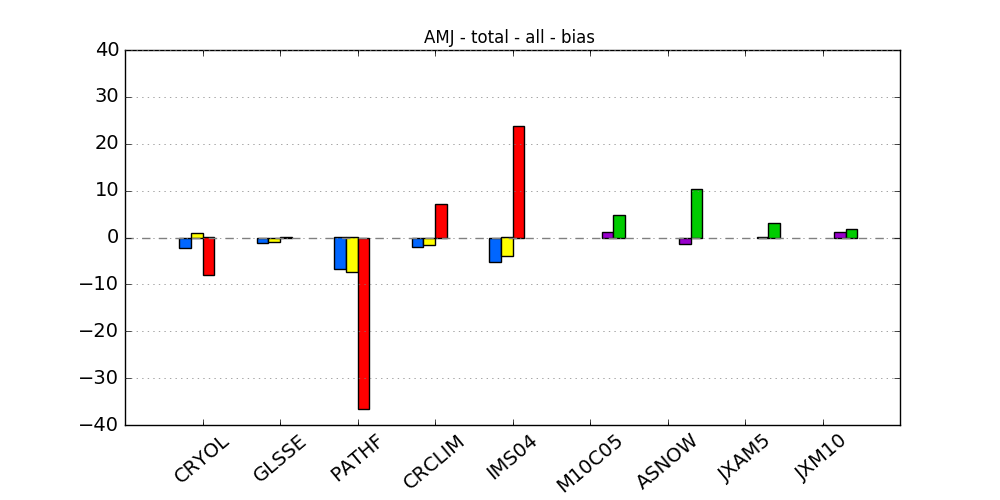 AMJ - total - all - bias
40
30
20
10
0
−10
−20
−30
−40
CRYOL
GLSSE
PATHF
CRCLIM
IMS04
M10C05
ASNOW
JXAM5
JXM10